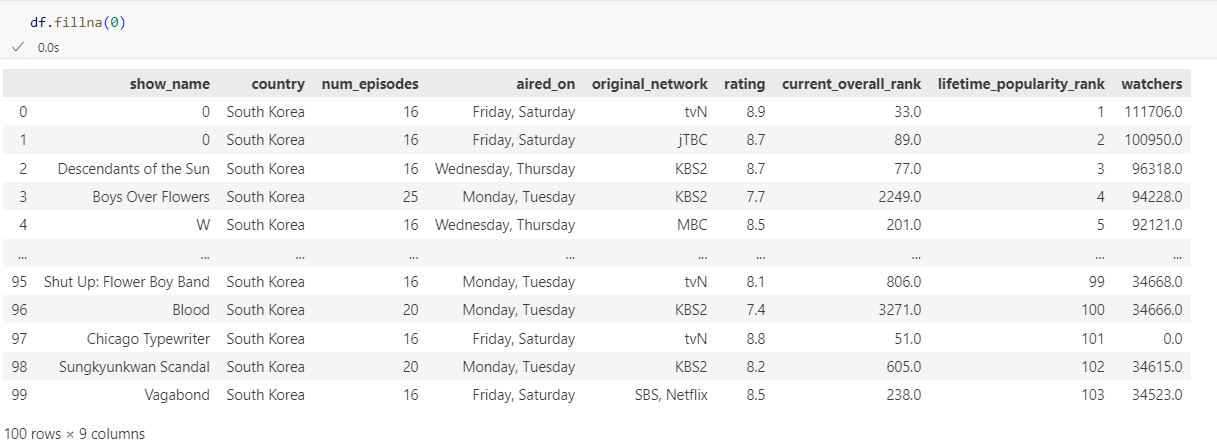 df.fillna(0)
0.0s
show_name country num_episodes aired_on original_network rating current_overall_rank lifetime_popularity_rank watchers
0 0 South Korea 16 Friday, Saturday tvN 8.9 33.0 1 111706.0
1 0 South Korea 16 Friday, Saturday jTBC 8.7 89.0 2 100950.0
2 Descendants of the Sun South Korea 16 Wednesday, Thursday KBS2 8.7 77.0 3 96318.0
3 Boys Over Flowers South Korea 25 Monday, Tuesday KBS2 7.7 2249.0 4 94228.0
4 W South Korea 16 Wednesday, Thursday MBC 8.5 201.0 5 92121.0
... ... ... ... ... ... ... ... ... ...
95 Shut Up: Flower Boy Band South Korea 16 Monday, Tuesday tvN 8.1 806.0 99 34668.0
96 Blood South Korea 20 Monday, Tuesday KBS2 7.4 3271.0 100 34666.0
97 Chicago Typewriter South Korea 16 Friday, Saturday tvN 8.8 51.0 101 0.0
98 Sungkyunkwan Scandal South Korea 20 Monday, Tuesday KBS2 8.2 605.0 102 34615.0
99 Vagabond South Korea 16 Friday, Saturday SBS, Netflix 8.5 238.0 103 34523.0
100 rows × 9 columns